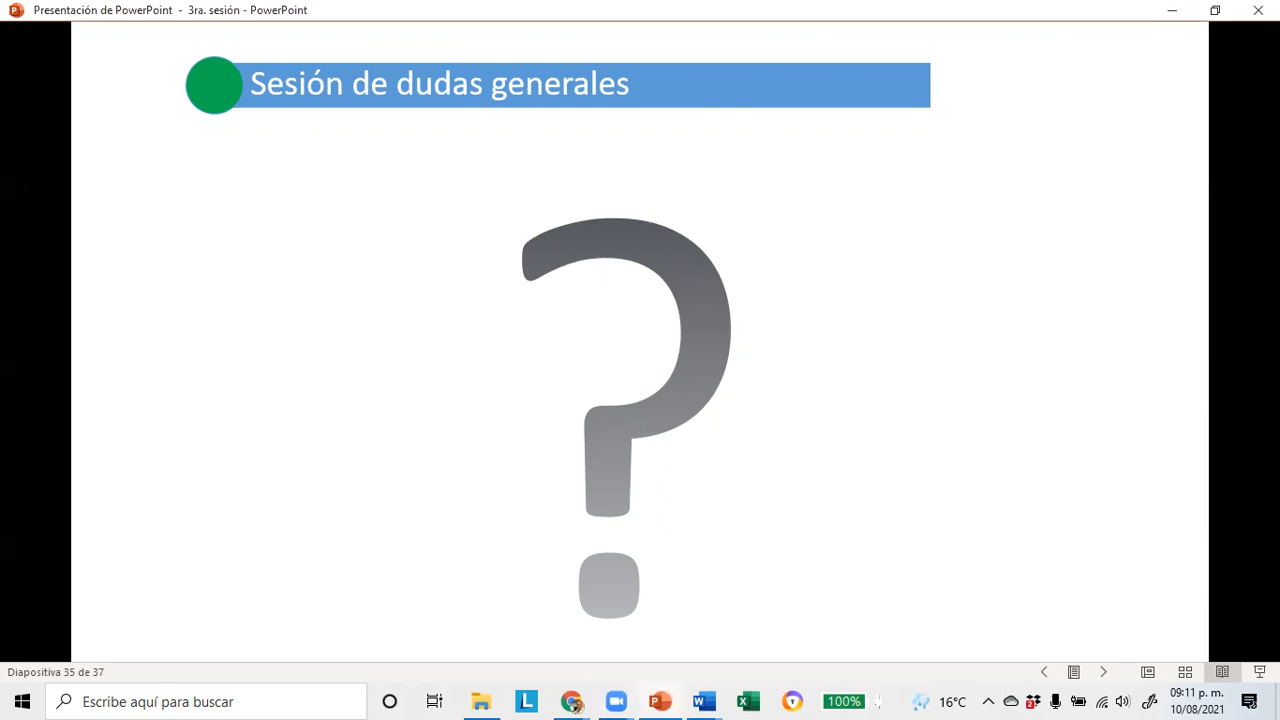 Presentación de PowerPoint - 3ra. sesión - PowerPoint
Sesión de dudas generales
?
Diapositiva 35 de 37
Escribe aquí para buscar
L
W
P
X
100%
16°C
2
09:11 p. m.
10/08/2021